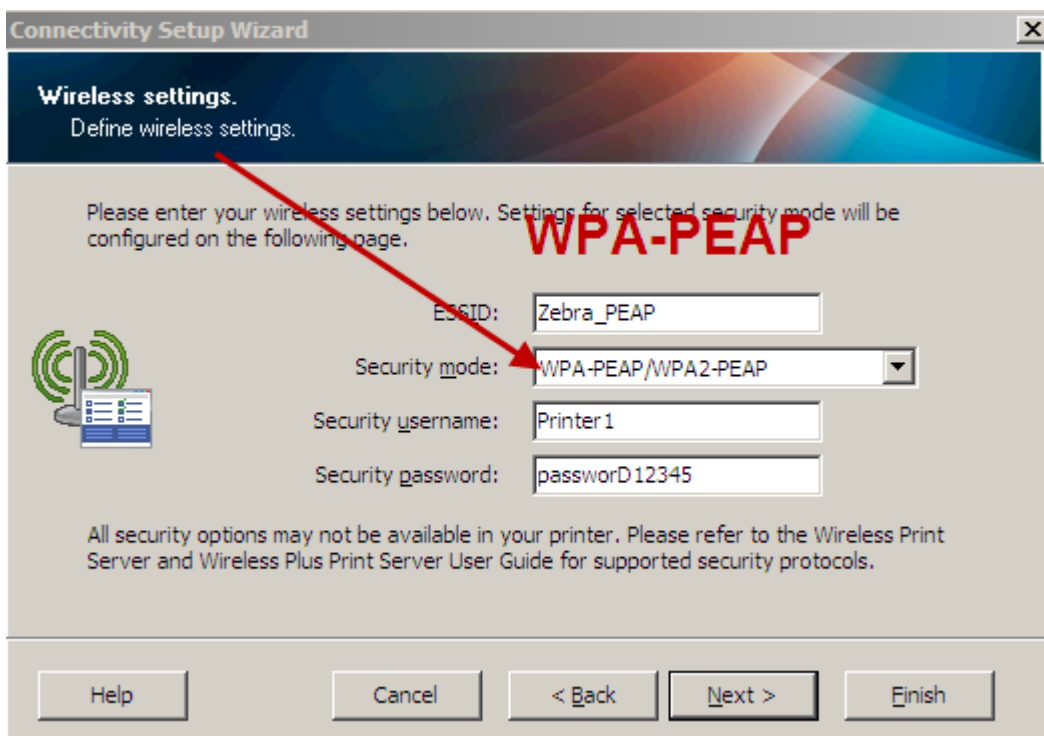 Connectivity Setup Wizard
Wireless settings.
Define wireless settings.
Please enter your wireless settings below. Settings for selected security mode will be
configured on the following page.
WPA-PEAP
ESSID: Zebra_PEAP
Security mode: WPA-PEAP/WPA2-PEAP
Security username: Printer1
Security password: passworD12345
All security options may not be available in your printer. Please refer to the Wireless Print
Server and Wireless Plus Print Server User Guide for supported security protocols.
Help Cancel < Back Next > Finish